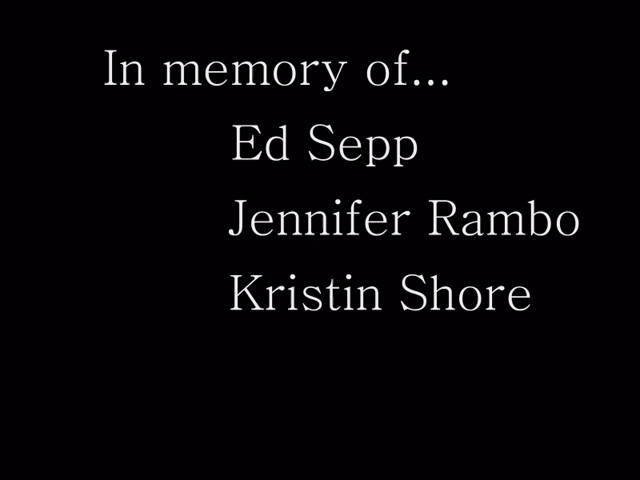 In memory of...
Ed Sepp
Jennifer Rambo
Kristin Shore